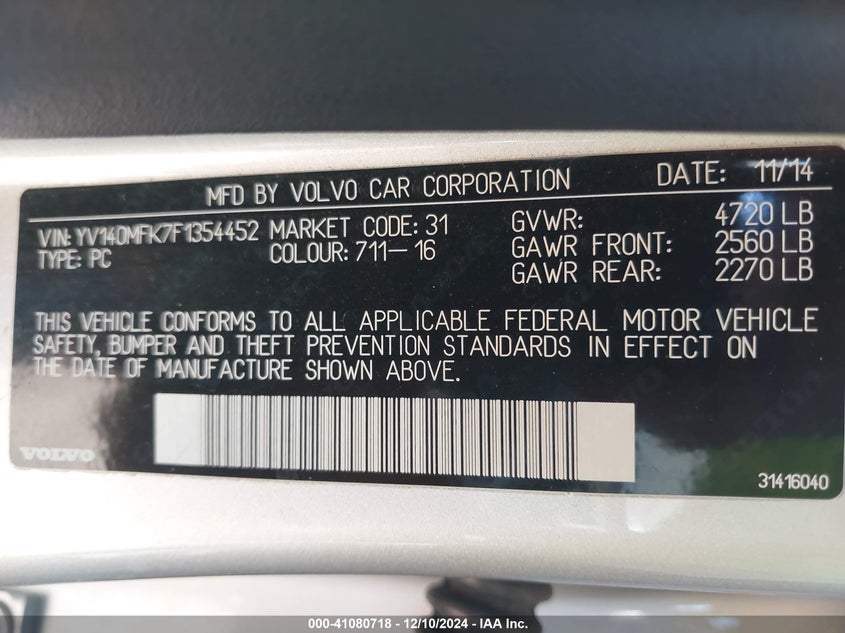 MFD BY VOLVO CAR CORPORATION DATE: 11/14
VIN: YV140MFK7F1354452 MARKET CODE: 31 GVWR: 4720 LB
TYPE: PC COLOUR: 711-16 GAWR FRONT: 2560 LB
GAWR REAR: 2270 LB
THIS VEHICLE CONFORMS TO ALL APPLICABLE FEDERAL MOTOR VEHICLE
SAFETY, BUMPER AND THEFT PREVENTION STANDARDS IN EFFECT ON
THE DATE OF MANUFACTURE SHOWN ABOVE.
VOLVO
31416040
000-41080718 - 12/10/2024 - IAA Inc.